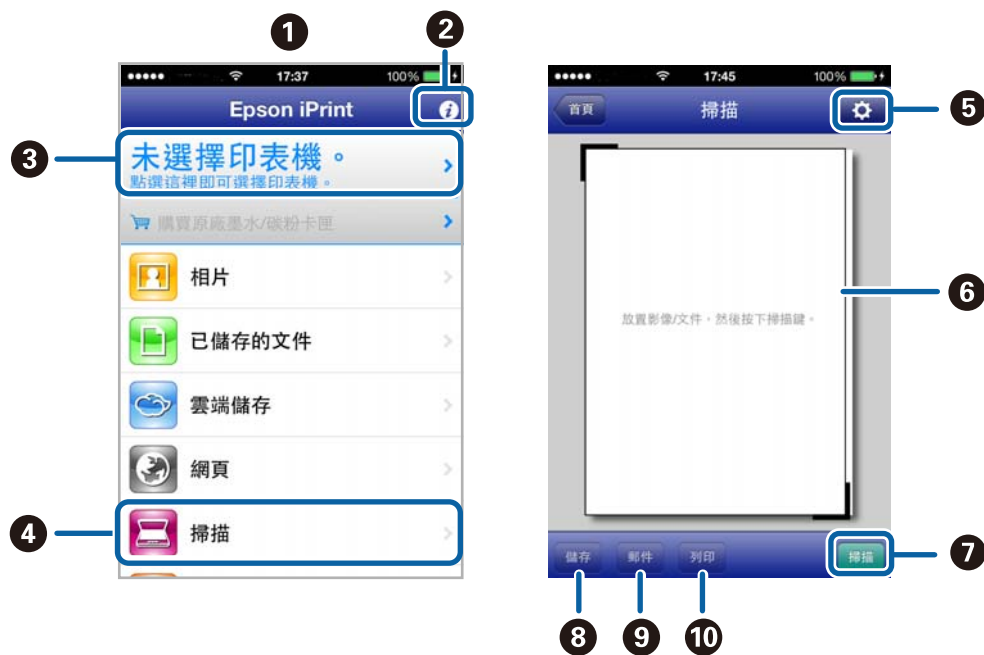 1
2
17:37
100%
Epson iPrint
3
未選擇印表機。
點選這裡即可選擇印表機。
購買原廠墨水/碳粉卡匣
相片
已儲存的文件
雲端儲存
網頁
4
掃描
17:45
100%
首頁
掃描
5
放置影像/文件，然後按下掃描鍵。
6
儲存
郵件
列印
掃描
7
8
9
10